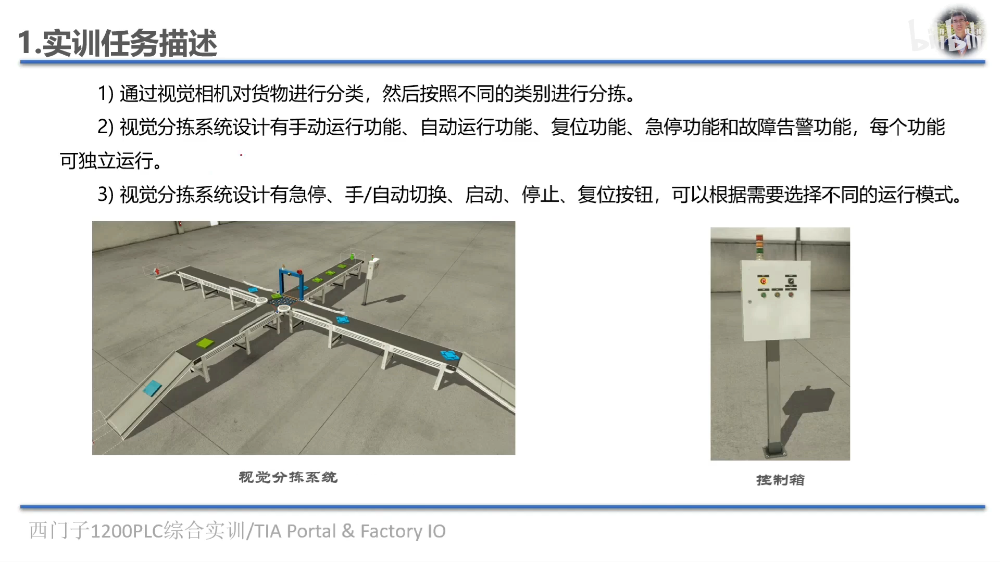 1.实训任务描述
bilibili
1) 通过视觉相机对货物进行分类，然后按照不同的类别进行分拣。
2) 视觉分拣系统设计有手动运行功能、自动运行功能、复位功能、急停功能和故障告警功能，每个功能
可独立运行。
3) 视觉分拣系统设计有急停、手/自动切换、启动、停止、复位按钮，可以根据需要选择不同的运行模式。
视觉分拣系统
控制箱
西门子1200PLC综合实训/TIA Portal & Factory IO